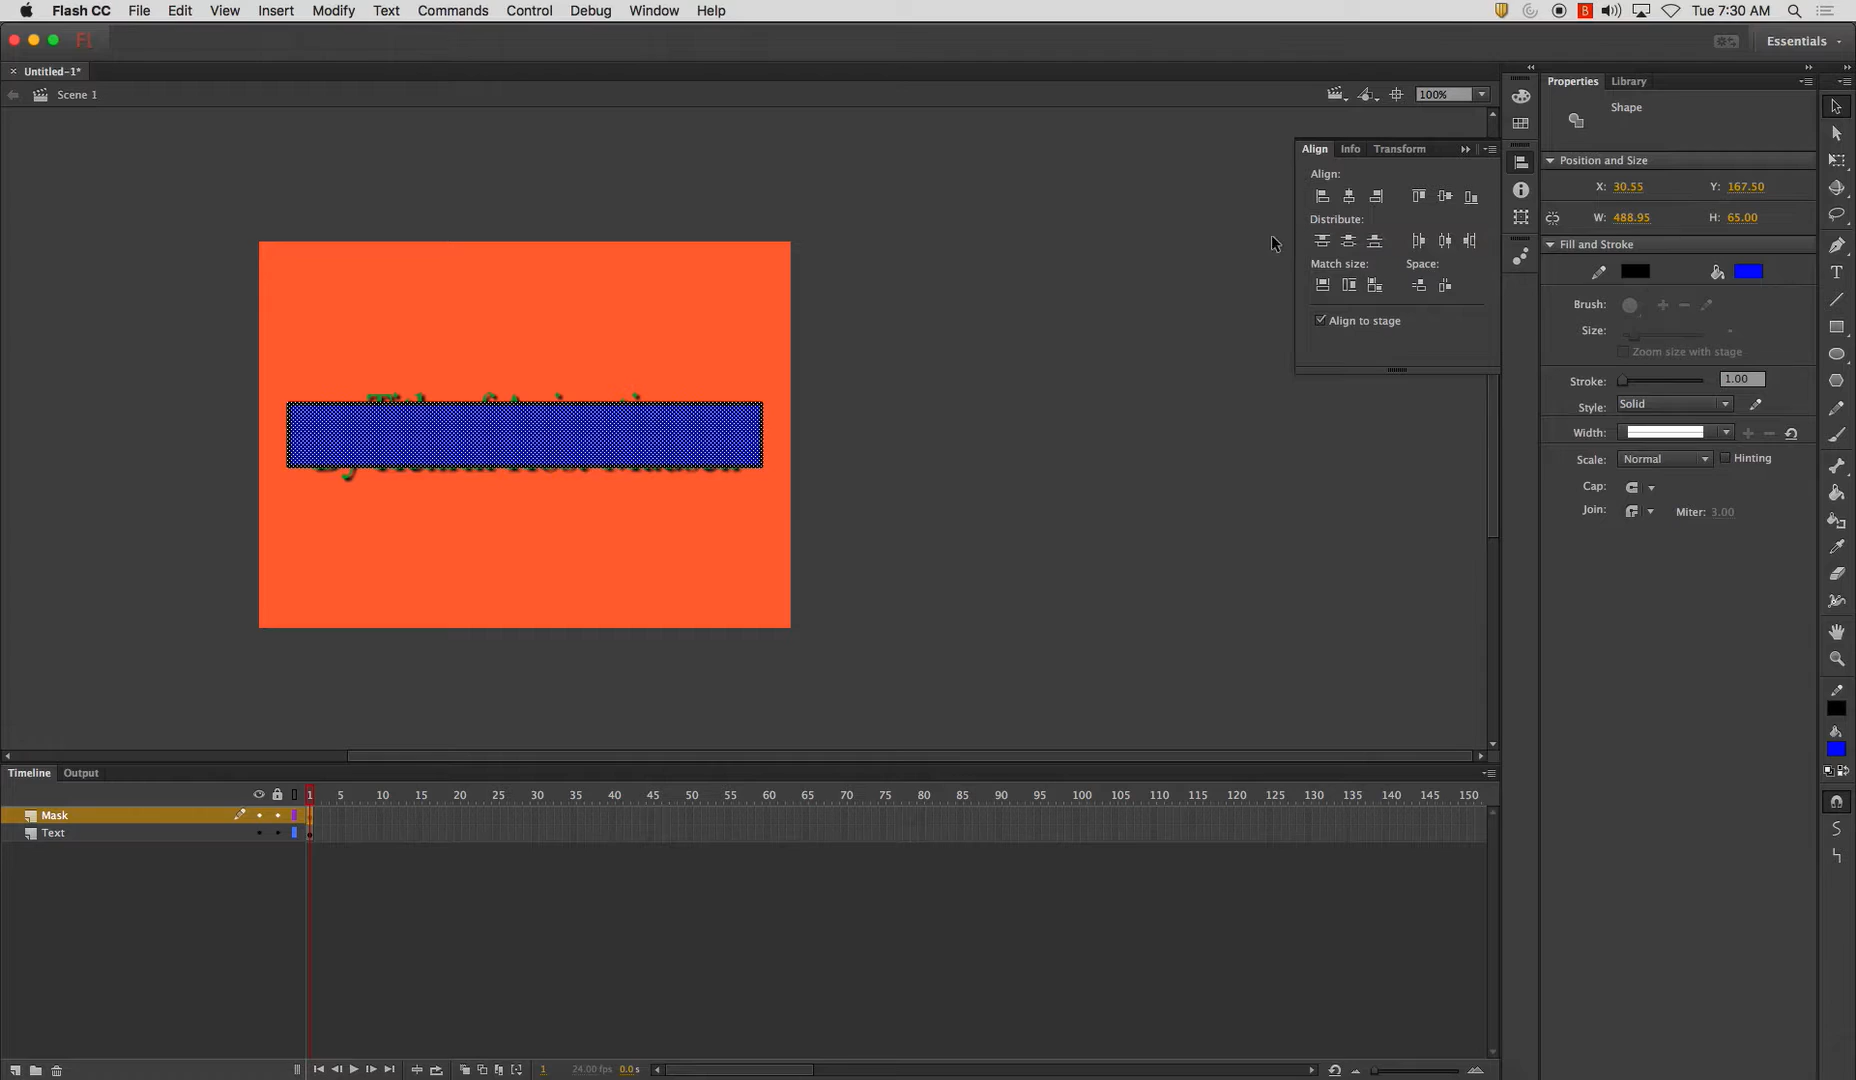 Flash CC File Edit View Insert Modify Text Commands Control Debug Window Help
B Tue 7:30 AM
Fl Essentials
× Untitled-1*
Properties Library
Scene 1
100%
Shape
Align Info Transform
Position and Size
Align:
X: 30.55 Y: 167.50
Distribute:
W: 488.95 H: 65.00
Fill and Stroke
Match size: Space:
Brush:
Align to stage
Size:
Zoom size with stage
Stroke: 1.00
Style: Solid
Width:
Scale: Normal Hinting
Cap:
Join: Miter: 3.00
T
Timeline Output
1 5 10 15 20 25 30 35 40 45 50 55 60 65 70 75 80 85 90 95 100 105 110 115 120 125 130 135 140 145 150
Mask
Text
1 24.00 fps 0.0 s